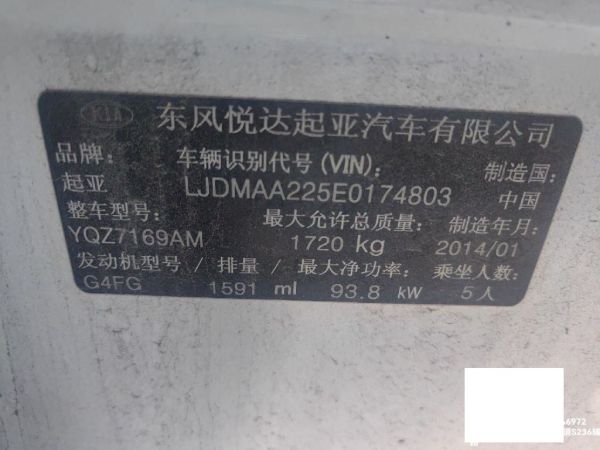 KIA 东风悦达起亚汽车有限公司
品牌: 车辆识别代号(VIN): 制造国:
起亚 LJDMAA225E0174803 中国
整车型号: 最大允许总质量: 制造年月:
YQZ7169AM 1720 kg 2014/01
发动机型号/排量/最大净功率: 乘坐人数:
G4FG 1591 ml 93.8 kW 5人
6972
S236